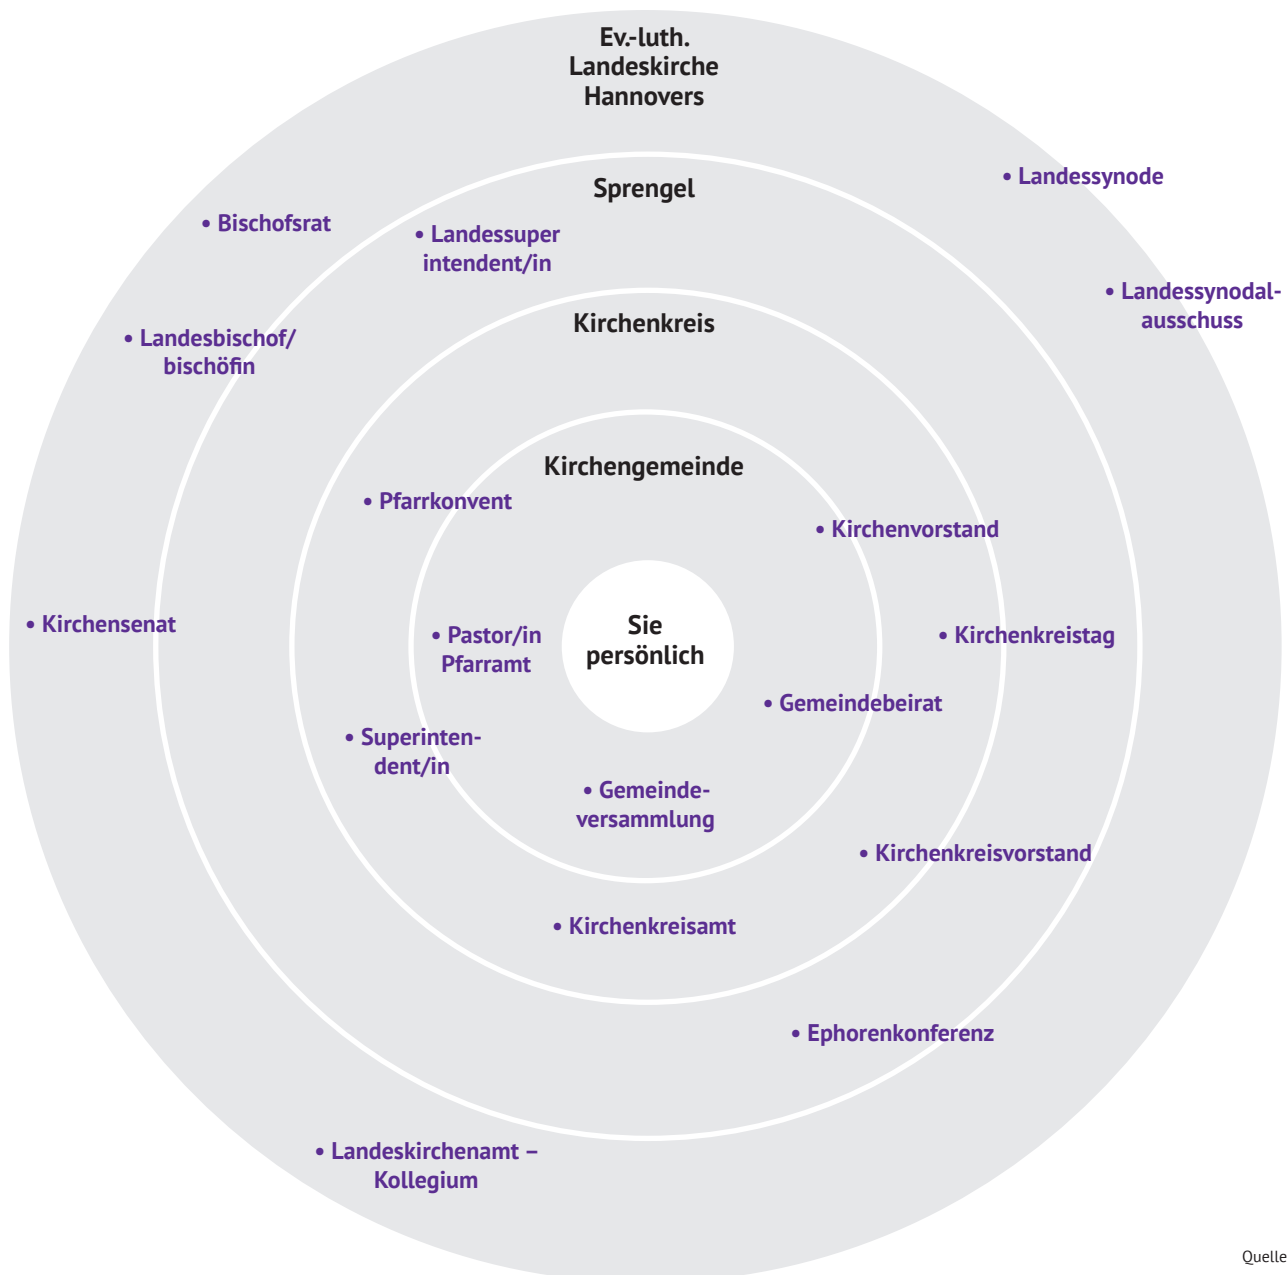 Ev.-luth.
Landeskirche
Hannovers
• Landessynode
Sprengel
• Bischofsrat
• Landessuper
intendent/in
• Landessynodal-
ausschuss
Kirchenkreis
• Landesbischof/
bischöfin
Kirchengemeinde
• Pfarrkonvent
• Kirchenvorstand
• Kirchensenat
Sie
persönlich
• Pastor/in
Pfarramt
• Kirchenkreistag
• Gemeindebeirat
• Superinten-
dent/in
• Gemeinde-
versammlung
• Kirchenkreisvorstand
• Kirchenkreisamt
• Ephorenkonferenz
• Landeskirchenamt –
Kollegium
Quelle